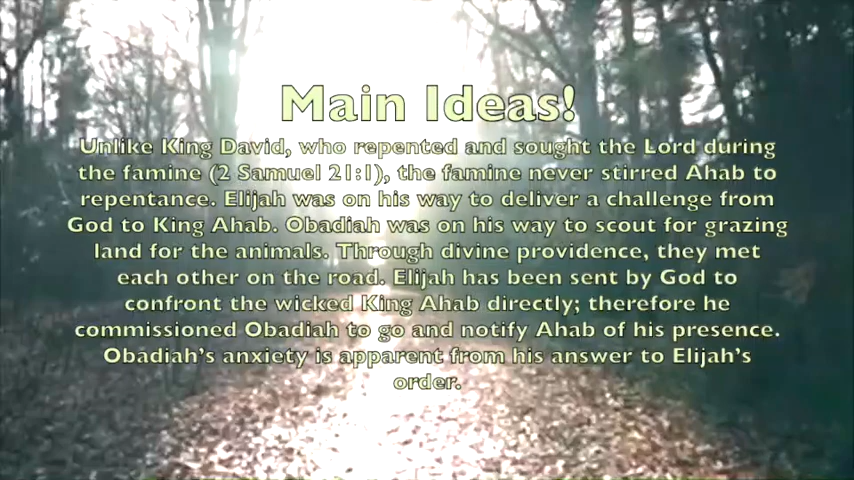 Main Ideas!
Unlike King David, who repented and sought the Lord during
the famine (2 Samuel 21:1), the famine never stirred Ahab to
repentance. Elijah was on his way to deliver a challenge from
God to King Ahab. Obadiah was on his way to scout for grazing
land for the animals. Through divine providence, they met
each other on the road. Elijah has been sent by God to
confront the wicked King Ahab directly; therefore he
commissioned Obadiah to go and notify Ahab of his presence.
Obadiah's anxiety is apparent from his answer to Elijah's
order.